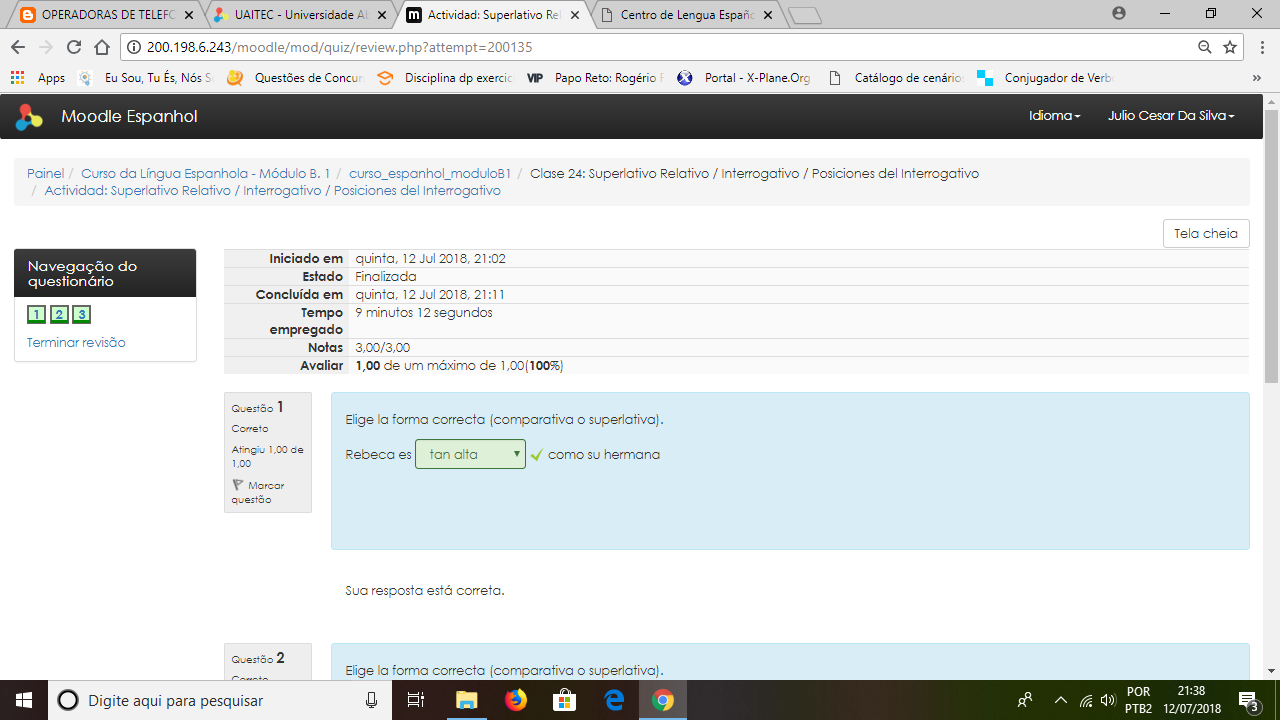 OPERADORAS DE TELEFO
UAITEC - Universidade Ab
Actividad: Superlativo Rel
Centro de Lengua Españo
200.198.6.243/moodle/mod/quiz/review.php?attempt=200135
Apps
Eu Sou, Tu És, Nós S
Questões de Concur
Disciplina dp exercic
VIP Papo Reto: Rogério F
Portal - X-Plane.Org
Catálogo de cenário
Conjugador de Verb
»
Moodle Espanhol
Idioma
Julio Cesar Da Silva
Painel / Curso da Língua Espanhola - Módulo B. 1 / curso_espanhol_moduloB1 / Clase 24: Superlativo Relativo / Interrogativo / Posiciones del Interrogativo
/ Actividad: Superlativo Relativo / Interrogativo / Posiciones del Interrogativo
Tela cheia
Navegação do
questionário
1 2 3
Terminar revisão
Iniciado em quinta, 12 Jul 2018, 21:02
Estado Finalizada
Concluída em quinta, 12 Jul 2018, 21:11
Tempo 9 minutos 12 segundos
empregado
Notas 3,00/3,00
Avaliar 1,00 de um máximo de 1,00(100%)
Questão 1
Correto
Atingiu 1,00 de
1,00
Marcar
questão
Elige la forma correcta (comparativa o superlativa).
Rebeca es tan alta como su hermana
Sua resposta está correta.
Questão 2
Correto
Elige la forma correcta (comparativa o superlativa).
Digite aqui para pesquisar
POR
PTB2
21:38
12/07/2018
3